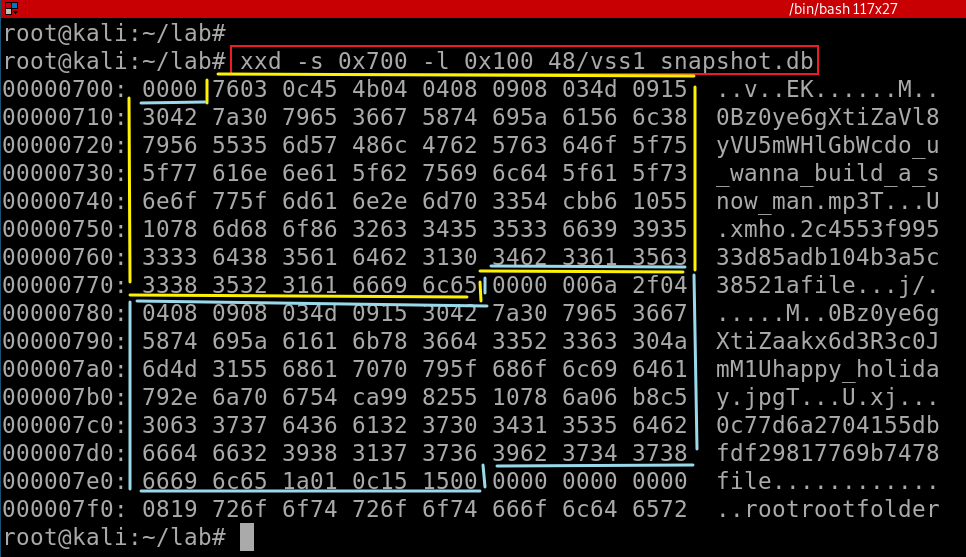 /bin/bash 117x27
root@kali:~/lab#
root@kali:~/lab# xxd -s 0x700 -l 0x100 48/vss1_snapshot.db
00000700: 0000 7603 0c45 4b04 0408 0908 034d 0915 ..v..EK......M..
00000710: 3042 7a30 7965 3667 5874 695a 6156 6c38 0Bz0ye6gXtiZaVl8
00000720: 7956 5535 6d57 486c 4762 5763 646f 5f75 yVU5mWHlGbWcdo_u
00000730: 5f77 616e 6e61 5f62 7569 6c64 5f61 5f73 _wanna_build_a_s
00000740: 6e6f 775f 6d61 6e2e 6d70 3354 cbb6 1055 now_man.mp3T...U
00000750: 1078 6d68 6f86 3263 3435 3533 6639 3935 .xmho.2c4553f995
00000760: 3333 6438 3561 6462 3130 3462 3361 3563 33d85adb104b3a5c
00000770: 3338 3532 3161 6669 6c65 0000 006a 2f04 38521afile...j/.
00000780: 0408 0908 034d 0915 3042 7a30 7965 3667 .....M..0Bz0ye6g
00000790: 5874 695a 6161 6b78 3664 3352 3363 304a XtiZaakx6d3R3c0J
000007a0: 6d4d 3155 6861 7070 795f 686f 6c69 6461 mM1Uhappy_holida
000007b0: 792e 6a70 6754 ca99 8255 1078 6a06 b8c5 y.jpgT...U.xj...
000007c0: 3063 3737 6436 6132 3730 3431 3535 6462 0c77d6a2704155db
000007d0: 6664 6632 3938 3137 3736 3962 3734 3738 fdf29817769b7478
000007e0: 6669 6c65 1a01 0c15 1500 0000 0000 0000 file............
000007f0: 0819 726f 6f74 726f 6f74 666f 6c64 6572 ..rootrootfolder
root@kali:~/lab#